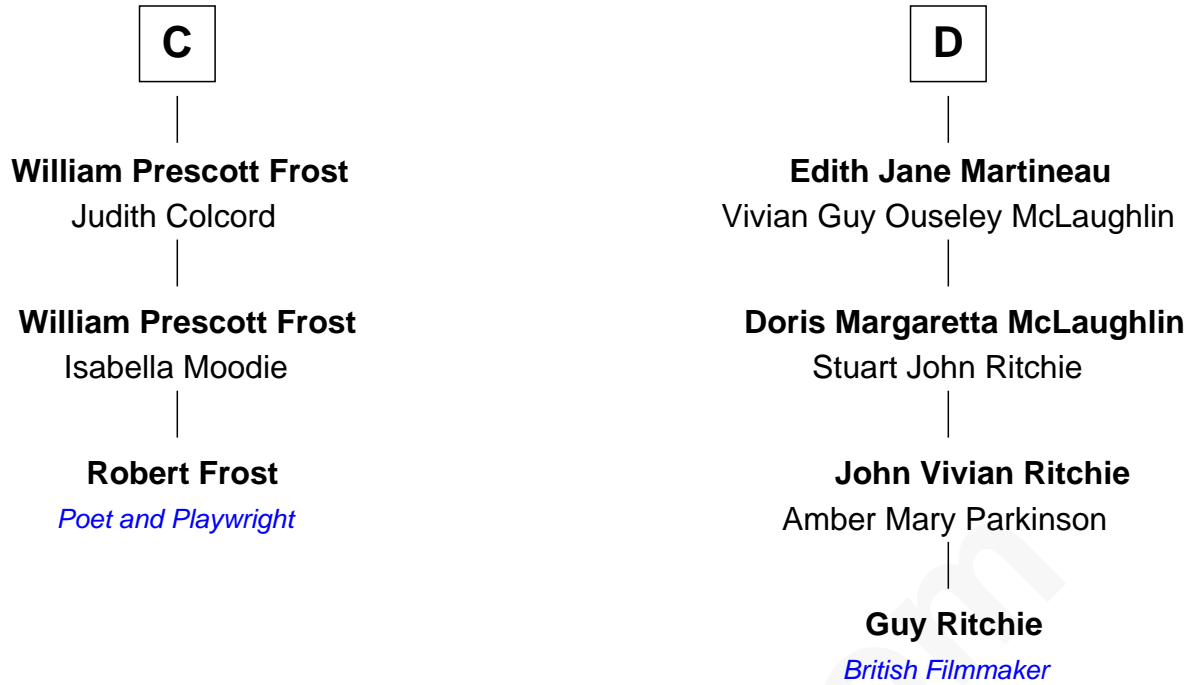 C
William Prescott Frost
Judith Colcord
William Prescott Frost
Isabella Moodie
Robert Frost
Poet and Playwright
D
Edith Jane Martineau
Vivian Guy Ouseley McLaughlin
Doris Margaretta McLaughlin
Stuart John Ritchie
John Vivian Ritchie
Amber Mary Parkinson
Guy Ritchie
British Filmmaker